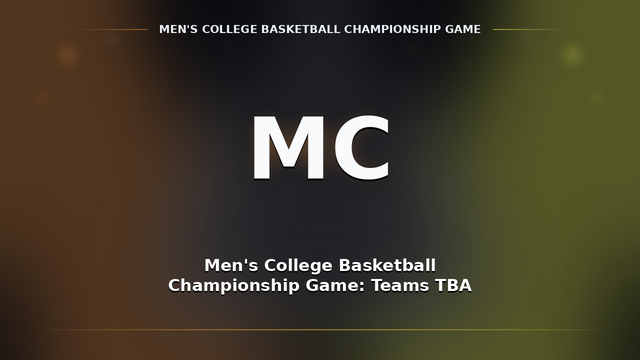 MEN'S COLLEGE BASKETBALL CHAMPIONSHIP GAME
MC
Men's College Basketball
Championship Game: Teams TBA